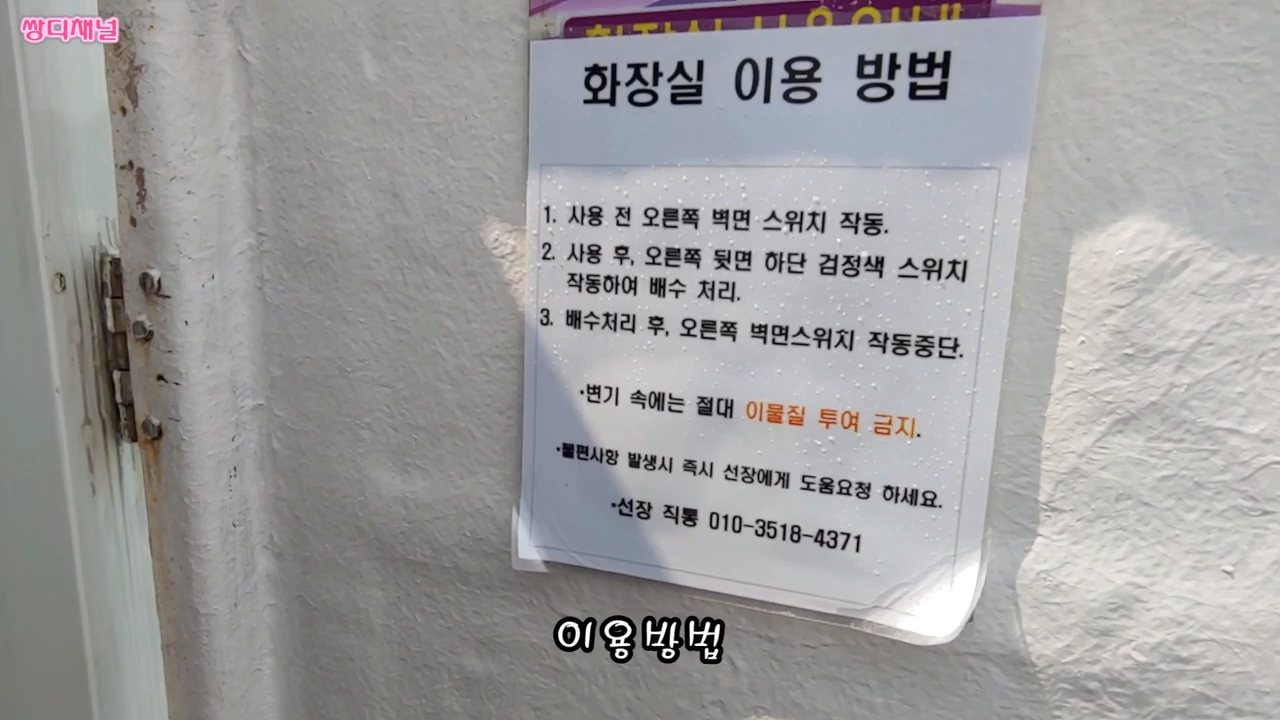 쌍디채널
화장실 이용 방법
1. 사용 전 오른쪽 벽면 스위치 작동.
2. 사용 후, 오른쪽 뒷면 하단 검정색 스위치
작동하여 배수 처리.
3. 배수처리 후, 오른쪽 벽면스위치 작동중단.
•변기 속에는 절대 이물질 투여 금지.
•불편사항 발생시 즉시 선장에게 도움요청 하세요.
•선장 직통 010-3518-4371
이용방법